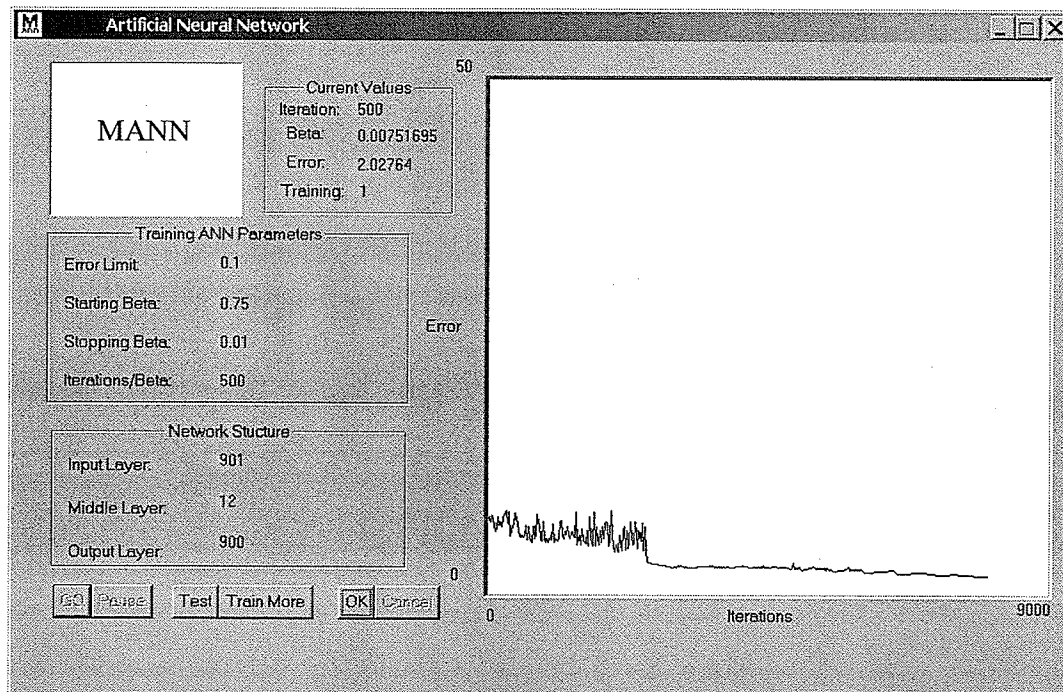 M
ANN
Artificial Neural Network
MANN
Current Values
Iteration: 500
Beta: 0.00751695
Error: 2.02764
Training: 1
Training ANN Parameters
Error Limit: 0.1
Starting Beta: 0.75
Stopping Beta: 0.01
Iterations/Beta: 500
Network Stucture
Input Layer: 901
Middle Layer: 12
Output Layer: 900
GO Pause Test Train More OK Cancel
50
Error
0
0 Iterations 9000